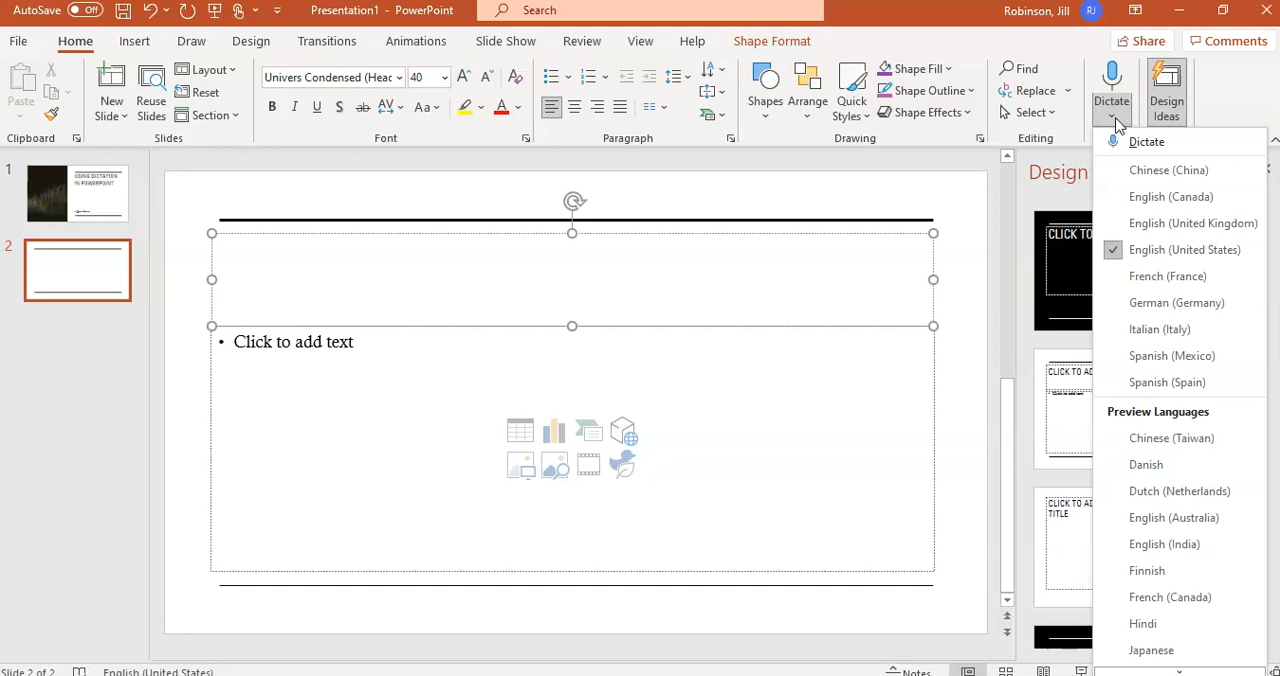 AutoSave Off Presentation1 - PowerPoint Search Robinson, Jill RJ
File Home Insert Draw Design Transitions Animations Slide Show Review View Help Shape Format Share Comments
Paste
Clipboard
New Slide
Reuse Slides
Layout
Reset
Section
Slides
Univers Condensed (Heac 40
B I U S ab AV Aa A
Font
Paragraph
Shapes
Arrange
Quick Styles
Shape Fill
Shape Outline
Shape Effects
Drawing
Find
Replace
Select
Editing
Dictate
Design Ideas
Dictate
Chinese (China)
English (Canada)
English (United Kingdom)
English (United States)
French (France)
German (Germany)
Italian (Italy)
Spanish (Mexico)
Spanish (Spain)
Preview Languages
Chinese (Taiwan)
Danish
Dutch (Netherlands)
English (Australia)
English (India)
Finnish
French (Canada)
Hindi
Japanese
1
USING DICTATION
IN POWERPOINT
2
• Click to add text
Design
CLICK TO
CLICK TO AD
CLICK TO AD
TITLE
Slide 2 of 2 English (United States) Notes